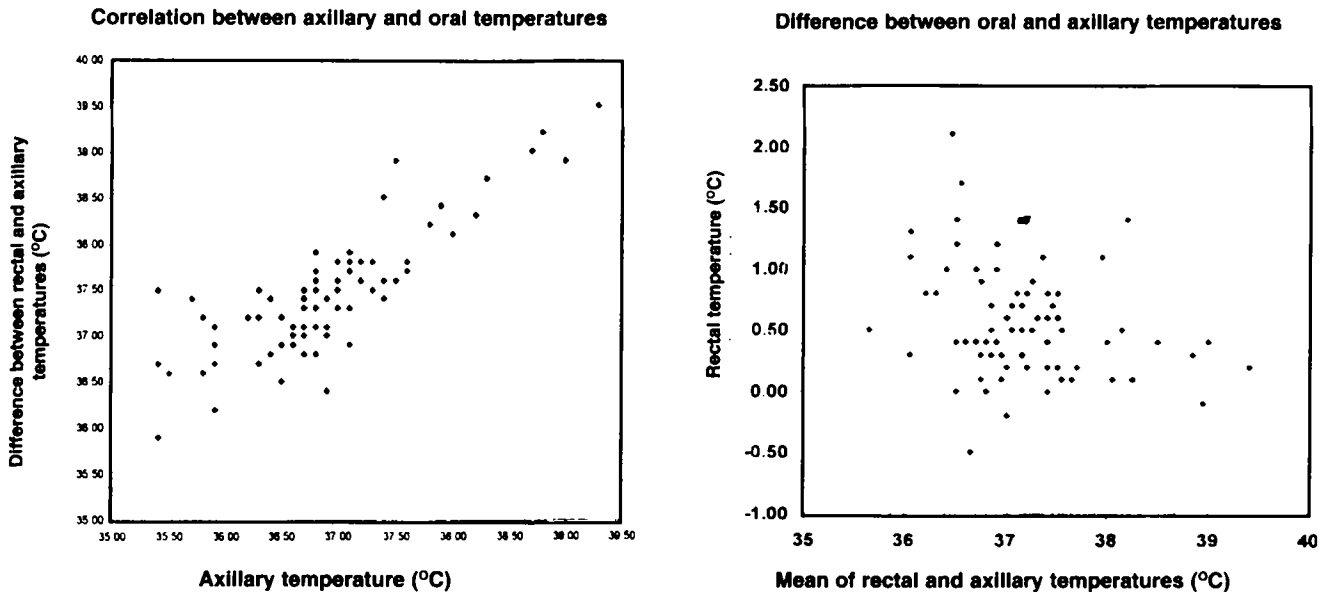 Correlation between axillary and oral temperatures
Difference between rectal and axillary
temperatures (°C)
40 00
39 50
39 00
38 50
38 00
37 50
37 00
36 50
36 00
35 50
35 00
35 00 35 50 36 00 36 50 37 00 37 50 38 00 38 50 39 00 39 50
Axillary temperature (°C)
Difference between oral and axillary temperatures
Rectal temperature (°C)
2.50
2.00
1.50
1.00
0.50
0.00
-0.50
-1.00
35 36 37 38 39 40
Mean of rectal and axillary temperatures (°C)